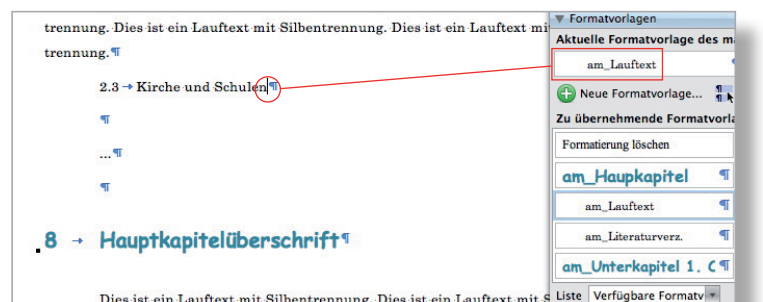 trennung. Dies ist ein Lauftext mit Silbentrennung. Dies ist ein Lauftext mi
trennung.¶
2.3 → Kirche und Schulen¶
¶
...¶
¶
8 → Hauptkapitelüberschrift¶
Dies ist ein Lauftext mit Silbentrennung. Dies ist ein Lauftext mit S
▼ Formatvorlagen
Aktuelle Formatvorlage des ma
am_Lauftext
Neue Formatvorlage...
Zu übernehmende Formatvorla
Formatierung löschen
am_Haupkapitel ¶
am_Lauftext ¶
am_Literaturverz. ¶
am_Unterkapitel 1. C ¶
Liste Verfügbare Formatv